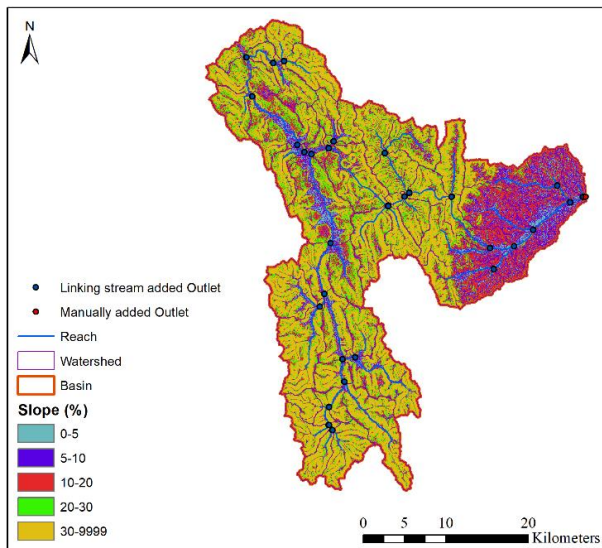 N
Linking stream added Outlet
Manually added Outlet
Reach
Watershed
Basin
Slope (%)
0-5
5-10
10-20
20-30
30-9999
0 5 10 20
Kilometers